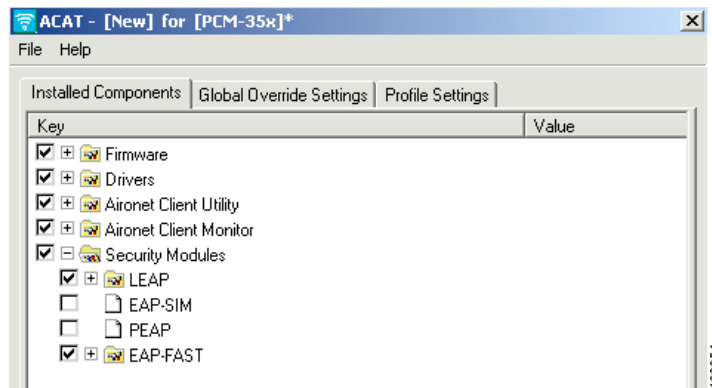 ACAT - [New] for [PCM-35x]*
File Help
Installed Components Global Override Settings Profile Settings
Key Value
Firmware
Drivers
Aironet Client Utility
Aironet Client Monitor
Security Modules
LEAP
EAP-SIM
PEAP
EAP-FAST